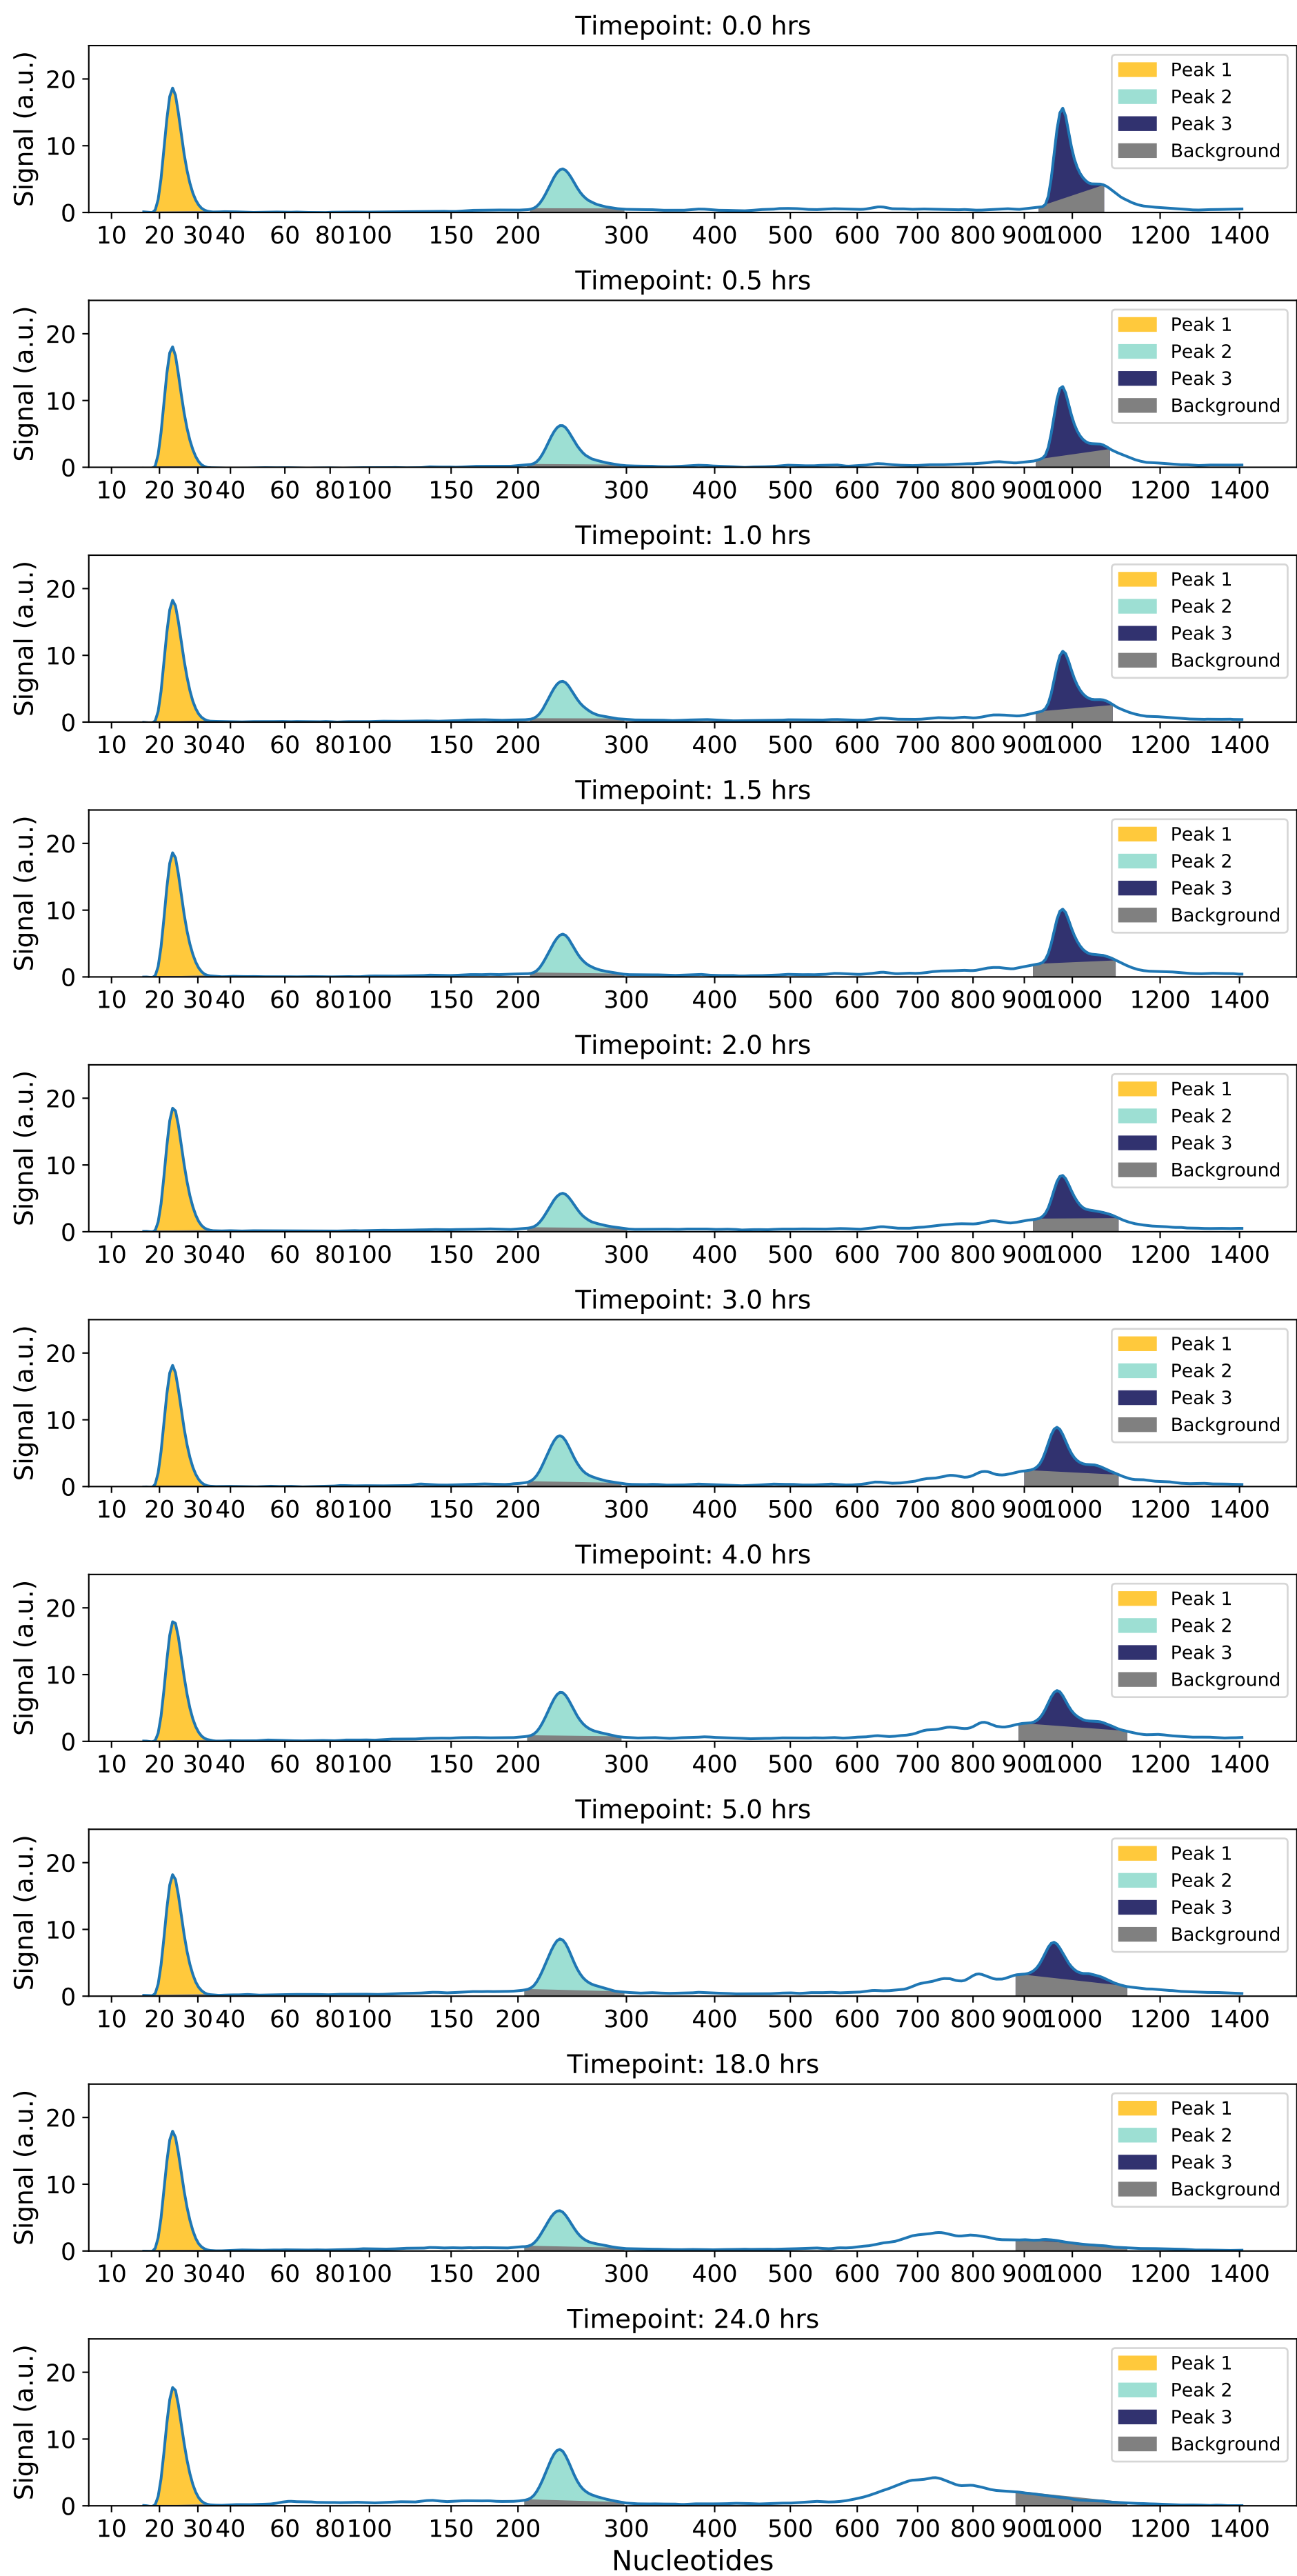 Timepoint: 0.0 hrs
Signal (a.u.)
20
10
0
Peak 1
Peak 2
Peak 3
Background
10 20 30 40 60 80 100 150 200 300 400 500 600 700 800 900 1000 1200 1400
Timepoint: 0.5 hrs
Signal (a.u.)
20
10
0
Peak 1
Peak 2
Peak 3
Background
10 20 30 40 60 80 100 150 200 300 400 500 600 700 800 900 1000 1200 1400
Timepoint: 1.0 hrs
Signal (a.u.)
20
10
0
Peak 1
Peak 2
Peak 3
Background
10 20 30 40 60 80 100 150 200 300 400 500 600 700 800 900 1000 1200 1400
Timepoint: 1.5 hrs
Signal (a.u.)
20
10
0
Peak 1
Peak 2
Peak 3
Background
10 20 30 40 60 80 100 150 200 300 400 500 600 700 800 900 1000 1200 1400
Timepoint: 2.0 hrs
Signal (a.u.)
20
10
0
Peak 1
Peak 2
Peak 3
Background
10 20 30 40 60 80 100 150 200 300 400 500 600 700 800 900 1000 1200 1400
Timepoint: 3.0 hrs
Signal (a.u.)
20
10
0
Peak 1
Peak 2
Peak 3
Background
10 20 30 40 60 80 100 150 200 300 400 500 600 700 800 900 1000 1200 1400
Timepoint: 4.0 hrs
Signal (a.u.)
20
10
0
Peak 1
Peak 2
Peak 3
Background
10 20 30 40 60 80 100 150 200 300 400 500 600 700 800 900 1000 1200 1400
Timepoint: 5.0 hrs
Signal (a.u.)
20
10
0
Peak 1
Peak 2
Peak 3
Background
10 20 30 40 60 80 100 150 200 300 400 500 600 700 800 900 1000 1200 1400
Timepoint: 18.0 hrs
Signal (a.u.)
20
10
0
Peak 1
Peak 2
Peak 3
Background
10 20 30 40 60 80 100 150 200 300 400 500 600 700 800 900 1000 1200 1400
Timepoint: 24.0 hrs
Signal (a.u.)
20
10
0
Peak 1
Peak 2
Peak 3
Background
10 20 30 40 60 80 100 150 200 300 400 500 600 700 800 900 1000 1200 1400
Nucleotides